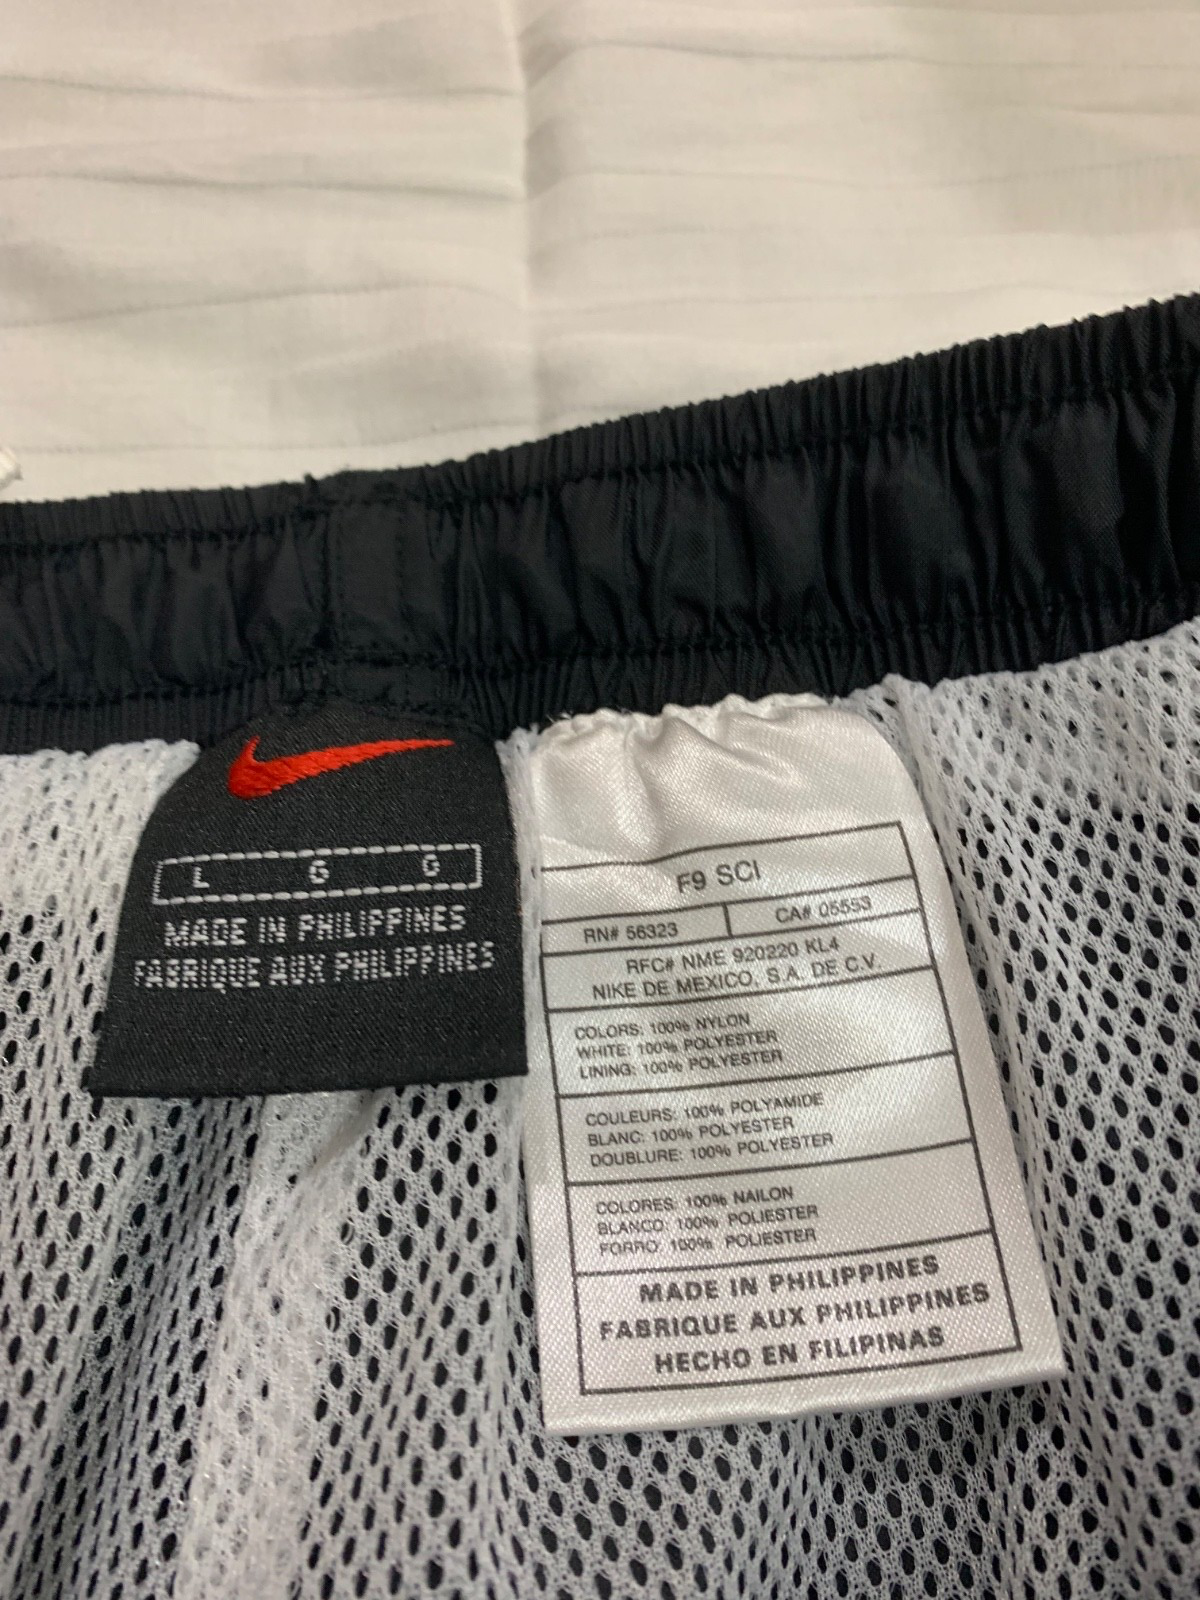 L G G
MADE IN PHILIPPINES
FABRIQUE AUX PHILIPPINES
F9 SCI
RN# 56323 CA# 05553
RFC# NME 920220 KL4
NIKE DE MEXICO, S.A. DE C.V.
COLORS: 100% NYLON
WHITE: 100% POLYESTER
LINING: 100% POLYESTER
COULEURS: 100% POLYAMIDE
BLANC: 100% POLYESTER
DOUBLURE: 100% POLYESTER
COLORES: 100% NAILON
BLANCO: 100% POLIESTER
FORRO: 100% POLIESTER
MADE IN PHILIPPINES
FABRIQUE AUX PHILIPPINES
HECHO EN FILIPINAS